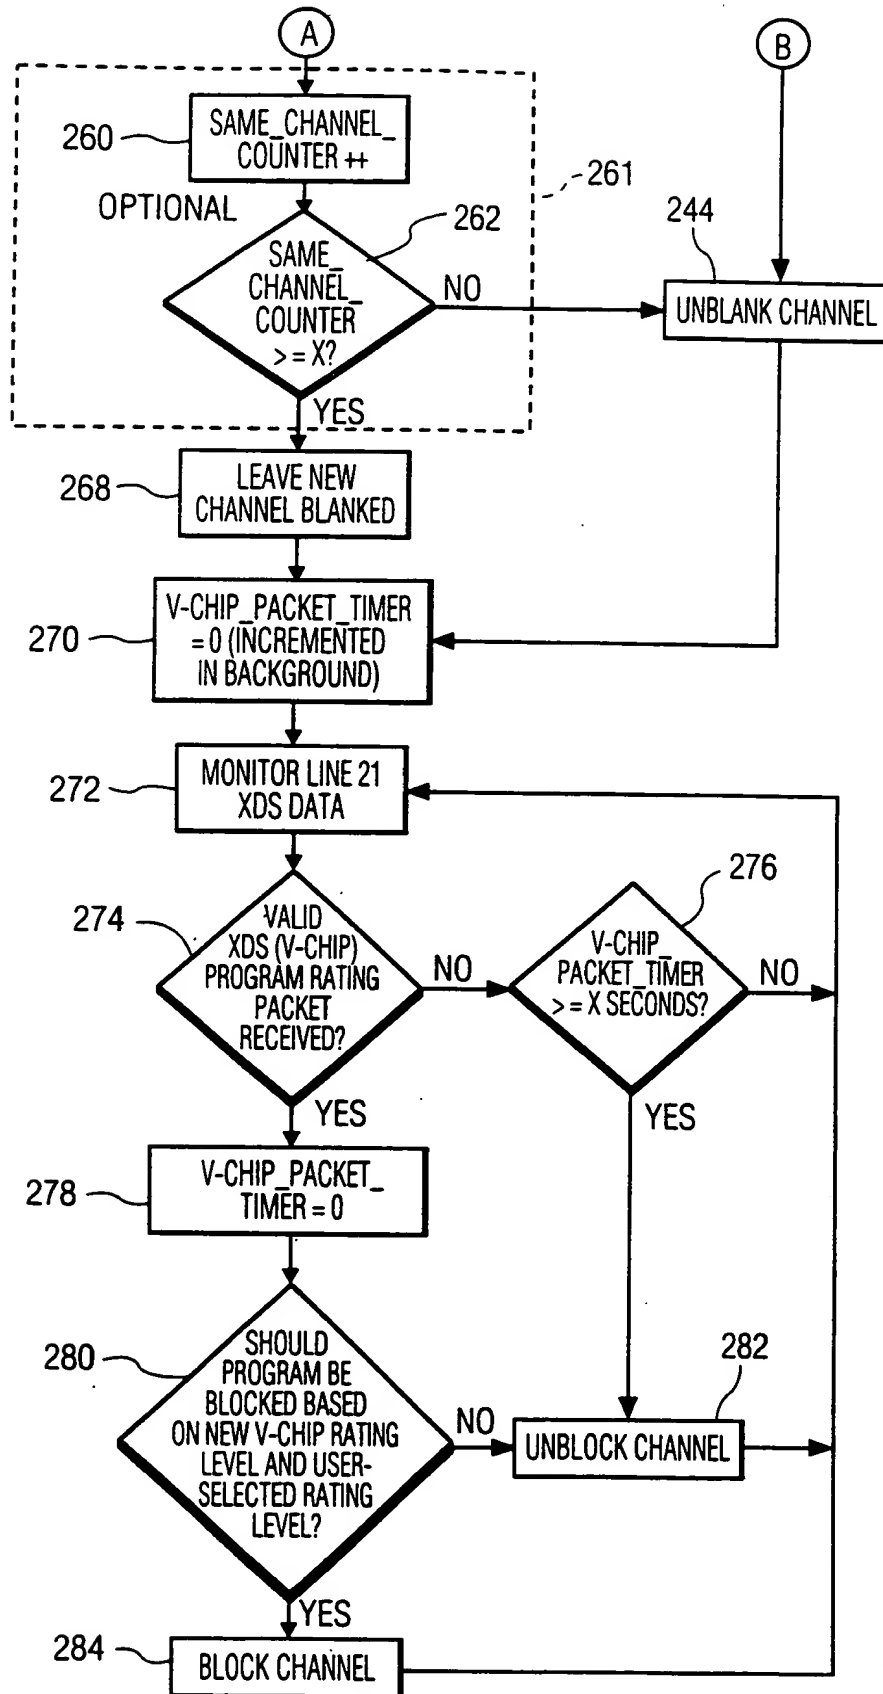 A
B
260
SAME_CHANNEL_
COUNTER ++
OPTIONAL
261
262
244
SAME_
CHANNEL_
COUNTER
> = X?
NO
UNBLANK CHANNEL
YES
268
LEAVE NEW
CHANNEL BLANKED
270
V-CHIP_PACKET_TIMER
= 0 (INCREMENTED
IN BACKGROUND)
272
MONITOR LINE 21
XDS DATA
274
VALID
XDS (V-CHIP)
PROGRAM RATING
PACKET
RECEIVED?
NO
276
V-CHIP_
PACKET_TIMER
> = X SECONDS?
NO
YES
YES
278
V-CHIP_PACKET_
TIMER = 0
280
SHOULD
PROGRAM BE
BLOCKED BASED
ON NEW V-CHIP RATING
LEVEL AND USER-
SELECTED RATING
LEVEL?
NO
282
UNBLOCK CHANNEL
YES
284
BLOCK CHANNEL